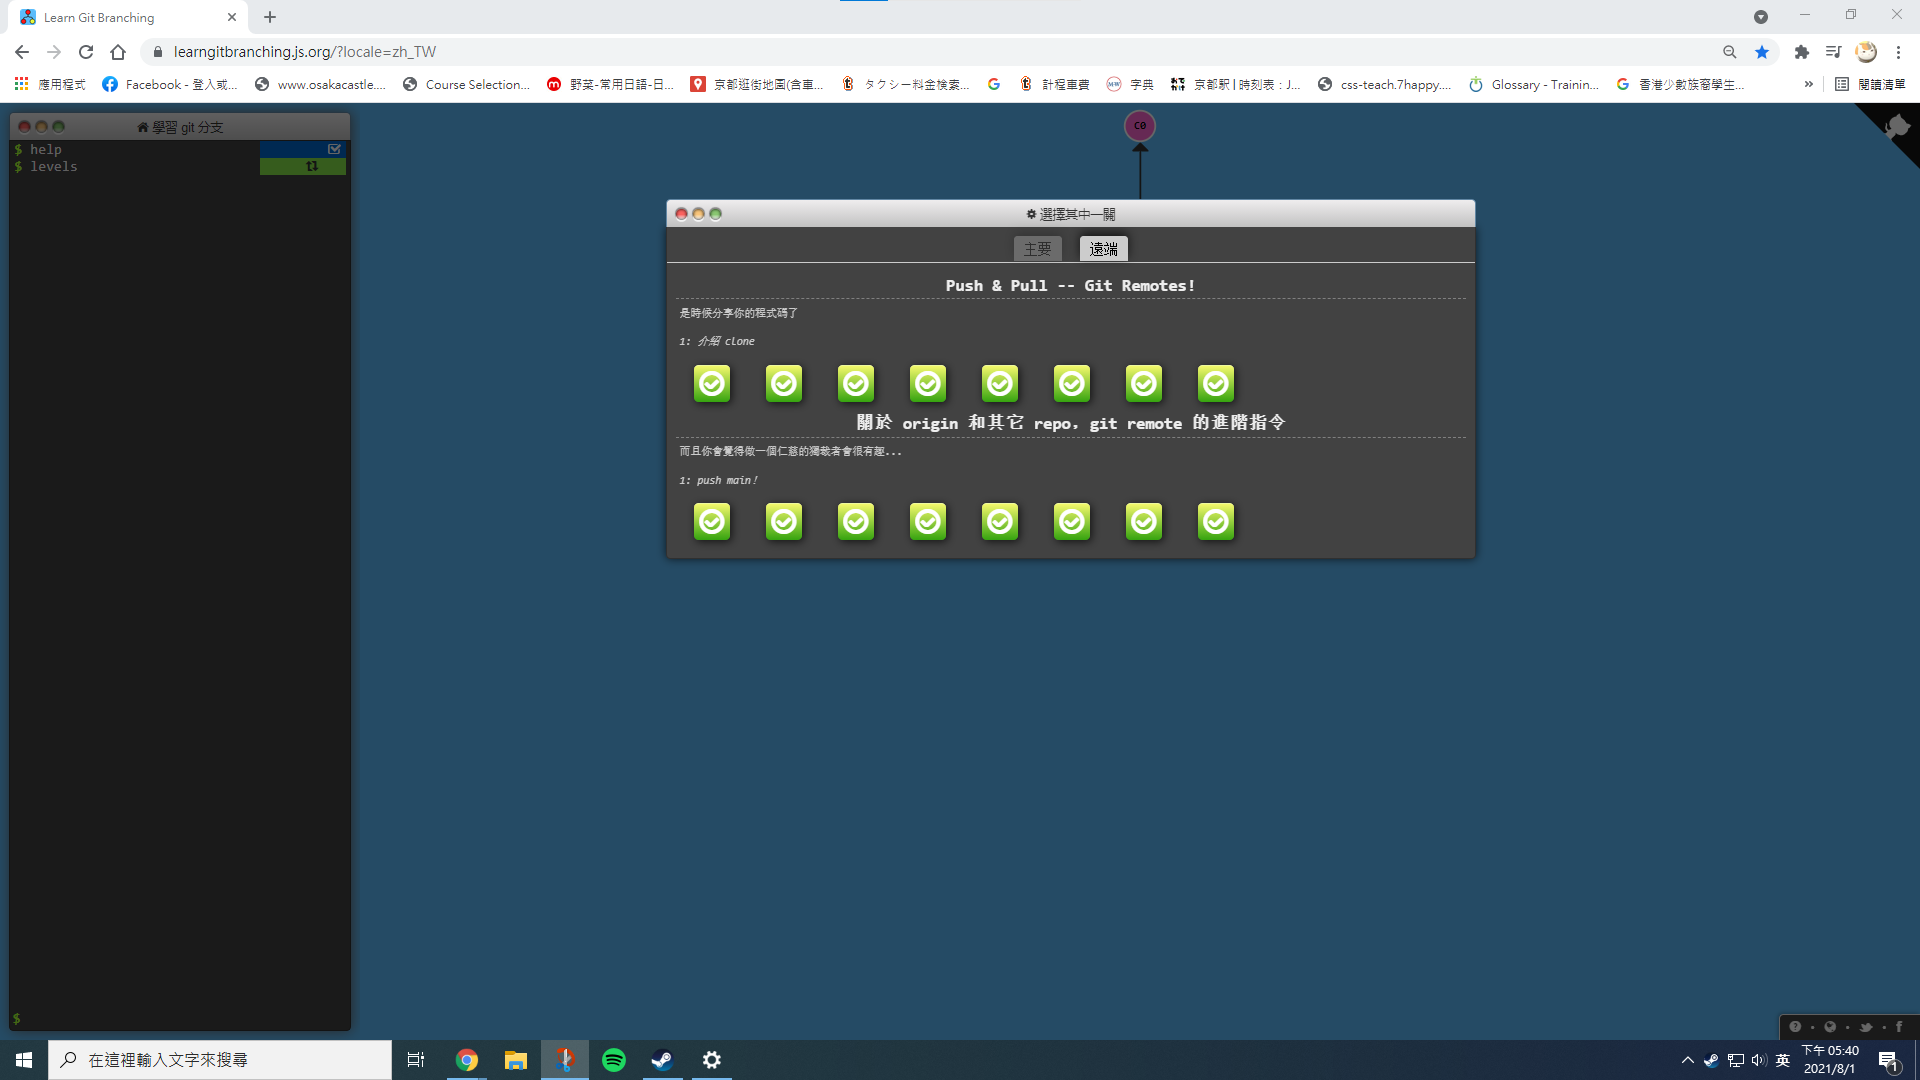 Learn Git Branching
learngitbranching.js.org/?locale=zh_TW
應用程式 Facebook - 登入或... www.osakacastle.... Course Selection... 野菜-常用日語-日... 京都逛街地圖(含車... タクシー料金検索... 計程車費 字典 京都駅 | 時刻表：J... css-teach.7happy.... Glossary - Trainin... 香港少數族裔學生... » 閱讀清單
學習 git 分支
$ help
$ levels
C0
選擇其中一關
主要 遠端
Push & Pull -- Git Remotes!
是時候分享你的程式碼了
1: 介紹 clone
關於 origin 和其它 repo，git remote 的進階指令
而且你會覺得做一個仁慈的獨裁者會很有趣...
1: push main!
$
在這裡輸入文字來搜尋
英
下午 05:40
2021/8/1
1